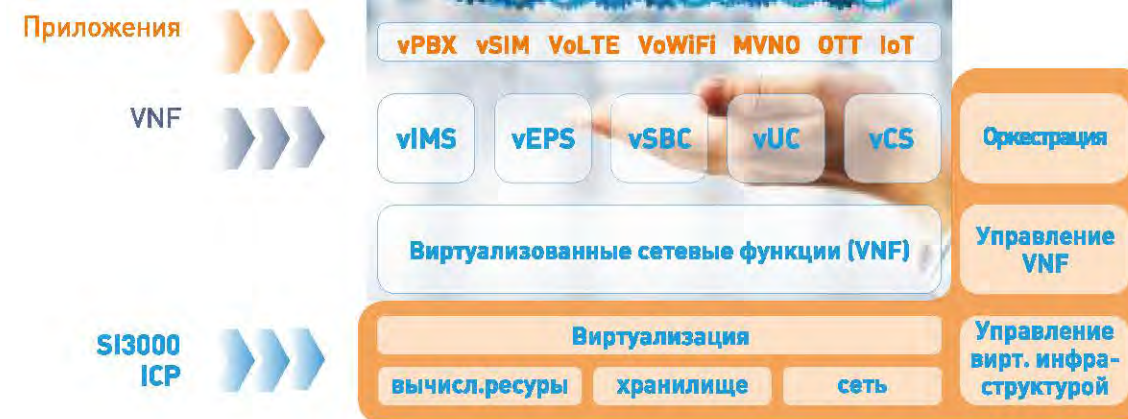 Приложения
vPBX vSIM VoLTE VoWiFi MVNO OTT IoT
VNF
vIMS
vEPS
vSBC
vUC
vCS
Оркестрация
Виртуализованные сетевые функции (VNF)
Управление
VNF
SI3000
ICP
Виртуализация
вычисл.ресуры
хранилище
сеть
Управление
вирт. инфра-
структурой